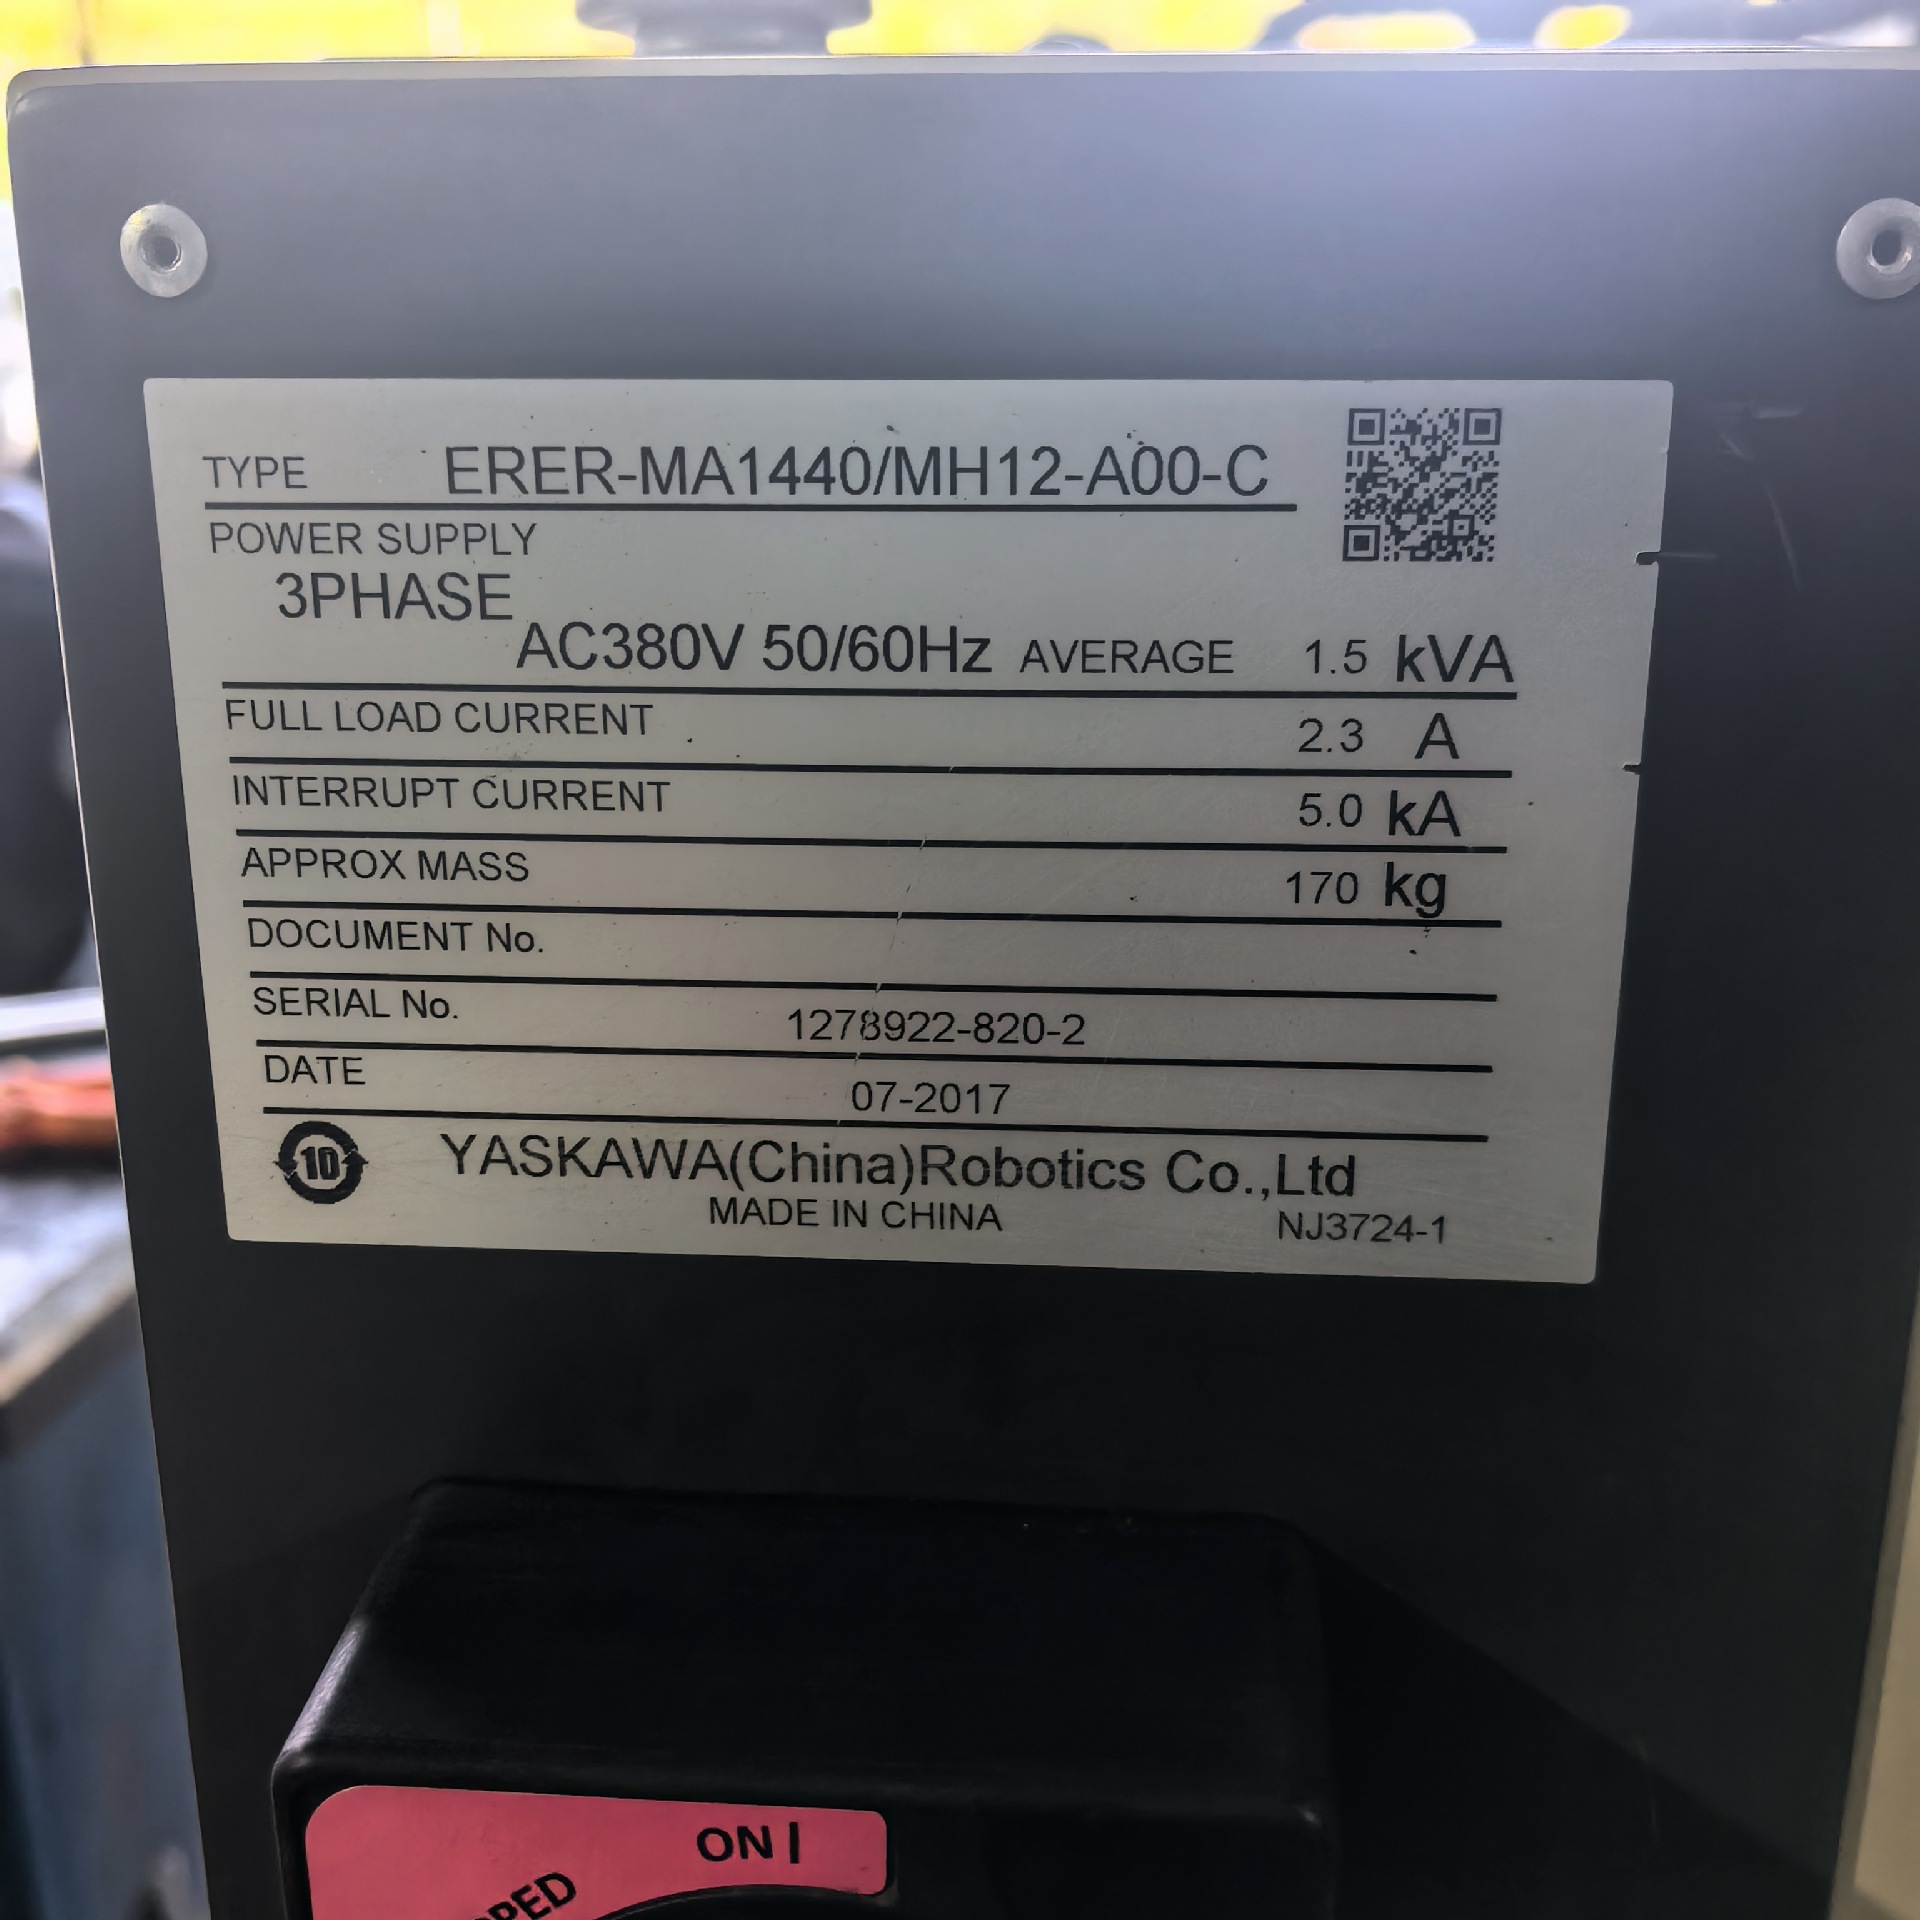 TYPE ERER-MA1440/MH12-A00-C
POWER SUPPLY
3PHASE
AC380V 50/60Hz AVERAGE 1.5 kVA
FULL LOAD CURRENT 2.3 A
INTERRUPT CURRENT 5.0 kA
APPROX MASS 170 kg
DOCUMENT No.
SERIAL No. 1278922-820-2
DATE 07-2017
10 YASKAWA(China)Robotics Co.,Ltd
MADE IN CHINA NJ3724-1
ON I